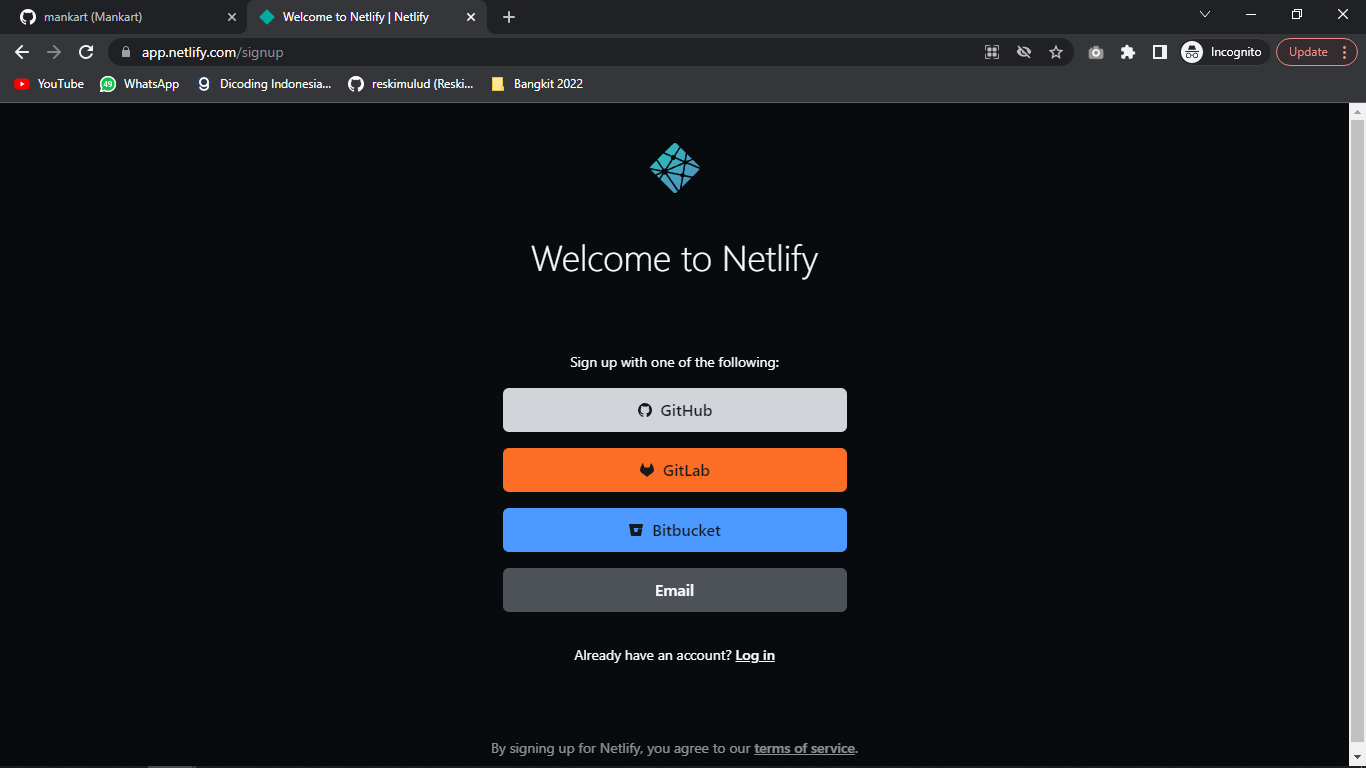 mankart (Mankart)
Welcome to Netlify | Netlify
app.netlify.com/signup
Incognito
Update
YouTube
49
WhatsApp
Dicoding Indonesia...
reskimulud (Reski...
Bangkit 2022
Welcome to Netlify
Sign up with one of the following:
GitHub
GitLab
Bitbucket
Email
Already have an account? Log in
By signing up for Netlify, you agree to our terms of service.